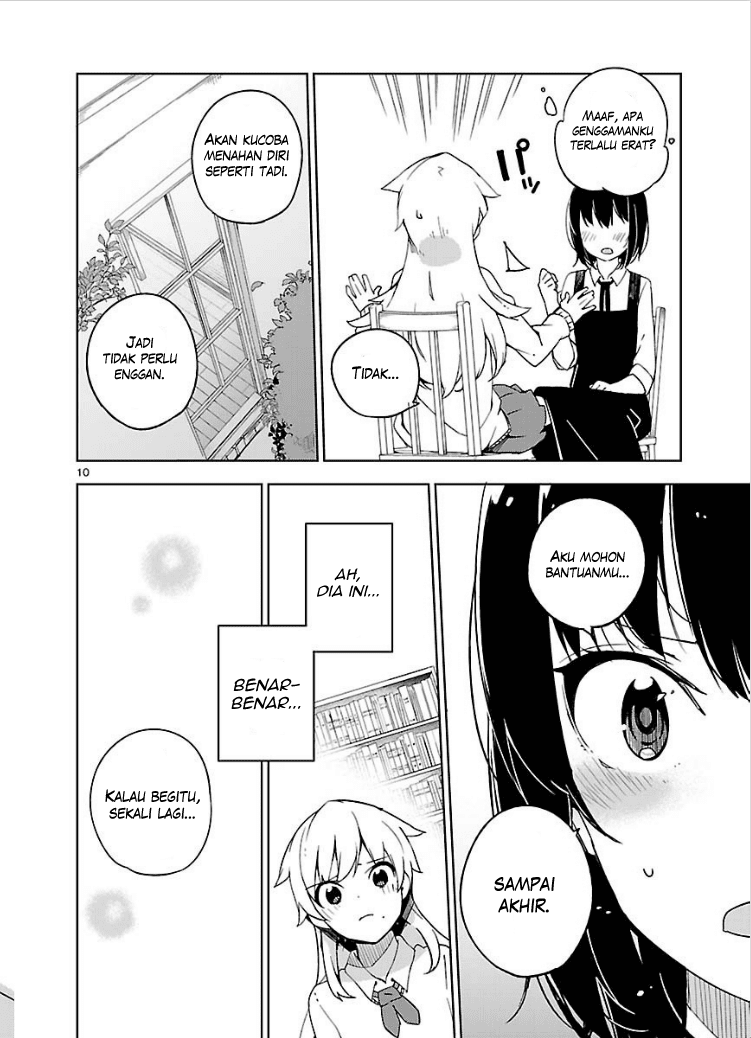 MAAF, APA
GENGGAMANKU
TERLALU ERAT?
TIDAK...
AKAN KUCOBA
MENAHAN DIRI
SEPERTI TADI.
JADI
TIDAK PERLU
ENGGAN.
10
AKU MOHON
BANTUANMU...
SAMPAI
AKHIR.
AH,
DIA INI...
BENAR-
BENAR...
KALAU BEGITU,
SEKALI LAGI...